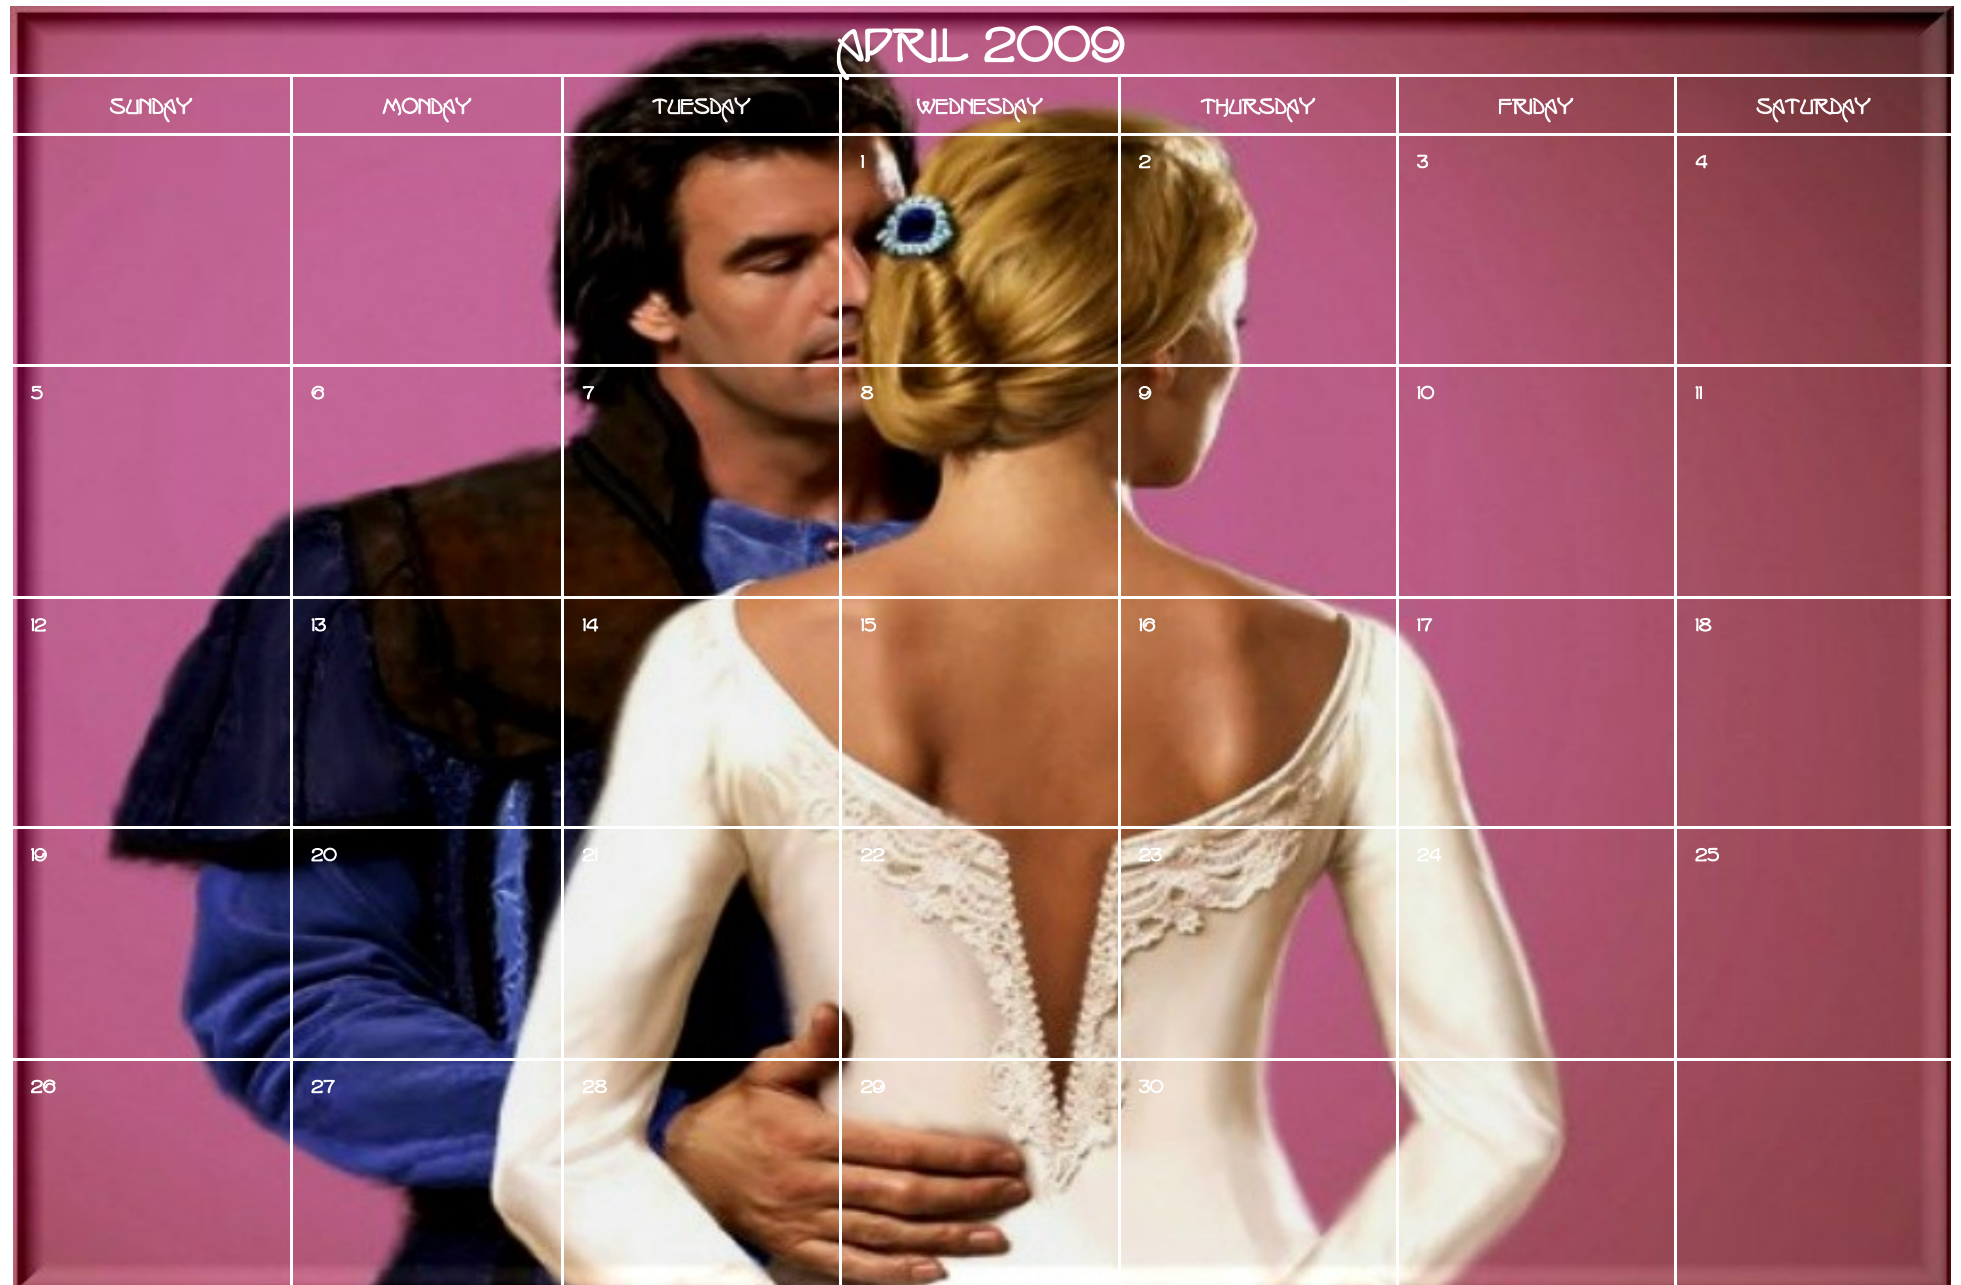 APRIL 2009
SUNDAY MONDAY TUESDAY WEDNESDAY THURSDAY FRIDAY SATURDAY
1 2 3 4
5 6 7 8 9 10 11
12 13 14 15 16 17 18
19 20 21 22 23 24 25
26 27 28 29 30